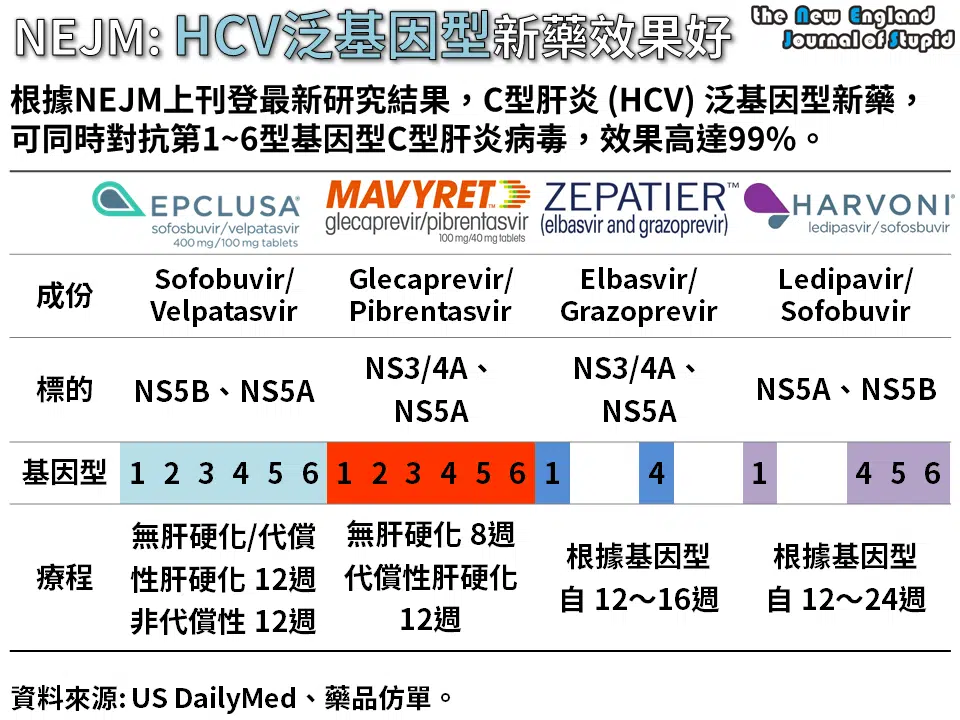 NEJM: HCV泛基因型新藥效果好
the New England
Journal of Stupid
根據NEJM上刊登最新研究結果，C型肝炎 (HCV) 泛基因型新藥，
可同時對抗第1~6型基因型C型肝炎病毒，效果高達99%。
EPCLUSA®
sofosbuvir/velpatasvir
400 mg/100 mg tablets
MAVYRET™
glecaprevir/pibrentasvir
100 mg/40 mg tablets
ZEPATIER™
(elbasvir and grazoprevir)
HARVONI®
ledipasvir/sofosbuvir
成份
Sofobuvir/
Velpatasvir
Glecaprevir/
Pibrentasvir
Elbasvir/
Grazoprevir
Ledipavir/
Sofobuvir
標的
NS5B、NS5A
NS3/4A、
NS5A
NS3/4A、
NS5A
NS5A、NS5B
基因型
1 2 3 4 5 6
1 2 3 4 5 6
1 4
1 4 5 6
療程
無肝硬化/代償
性肝硬化 12週
非代償性 12週
無肝硬化 8週
代償性肝硬化
12週
根據基因型
自 12～16週
根據基因型
自 12～24週
資料來源: US DailyMed、藥品仿單。